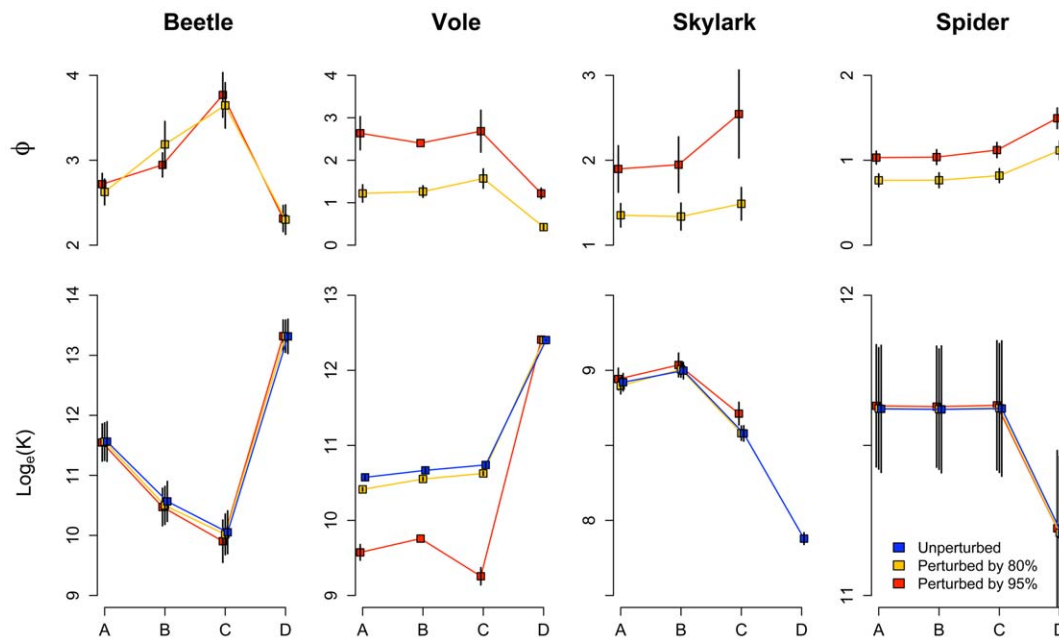 Beetle Vole Skylark Spider
ϕ
4
3
2
4
3
2
1
0
3
2
1
2
1
0
Log_e(K)
14
13
12
11
10
9
13
12
11
10
9
9
8
12
11
Unperturbed
Perturbed by 80%
Perturbed by 95%
A B C D
A B C D
A B C D
A B C D